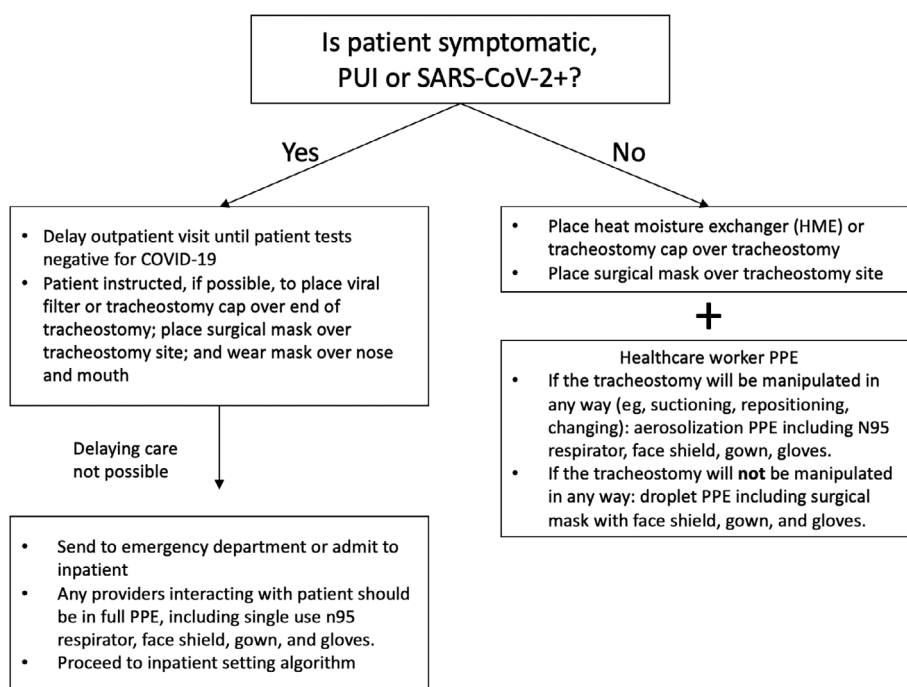 Is patient symptomatic,
PUI or SARS-CoV-2+?
Yes
No
• Delay outpatient visit until patient tests
negative for COVID-19
• Patient instructed, if possible, to place viral
filter or tracheostomy cap over end of
tracheostomy; place surgical mask over
tracheostomy site; and wear mask over nose
and mouth
Delaying care
not possible
• Send to emergency department or admit to
inpatient
• Any providers interacting with patient should
be in full PPE, including single use n95
respirator, face shield, gown, and gloves.
• Proceed to inpatient setting algorithm
• Place heat moisture exchanger (HME) or
tracheostomy cap over tracheostomy
• Place surgical mask over tracheostomy site
+
Healthcare worker PPE
• If the tracheostomy will be manipulated in
any way (eg, suctioning, repositioning,
changing): aerosolization PPE including N95
respirator, face shield, gown, gloves.
• If the tracheostomy will not be manipulated
in any way: droplet PPE including surgical
mask with face shield, gown, and gloves.